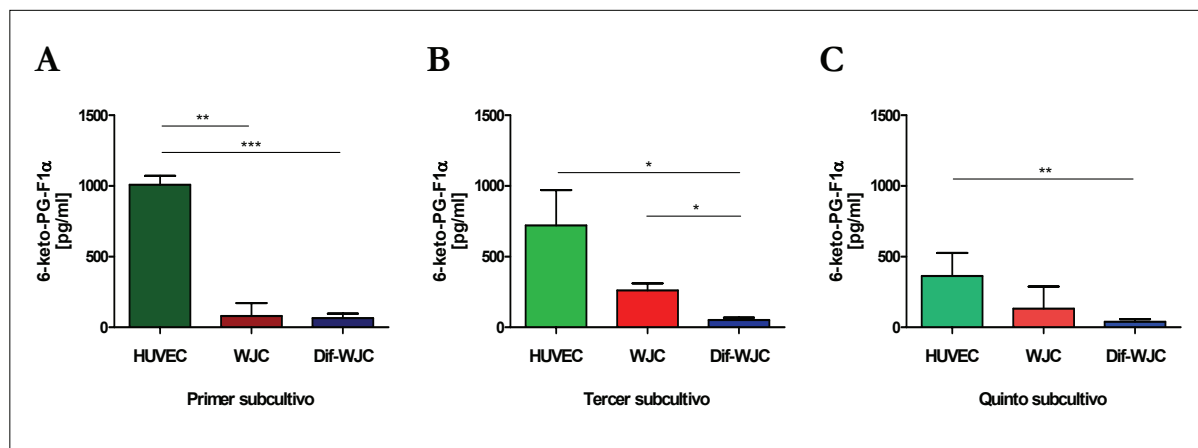 A
6-keto-PG-F1α
[pg/ml]
1500
1000
500
0
**
***
HUVEC WJC Dif-WJC
Primer subcultivo
B
6-keto-PG-F1α
[pg/ml]
1500
1000
500
0
*
*
HUVEC WJC Dif-WJC
Tercer subcultivo
C
6-keto-PG-F1α
[pg/ml]
1500
1000
500
0
**
HUVEC WJC Dif-WJC
Quinto subcultivo